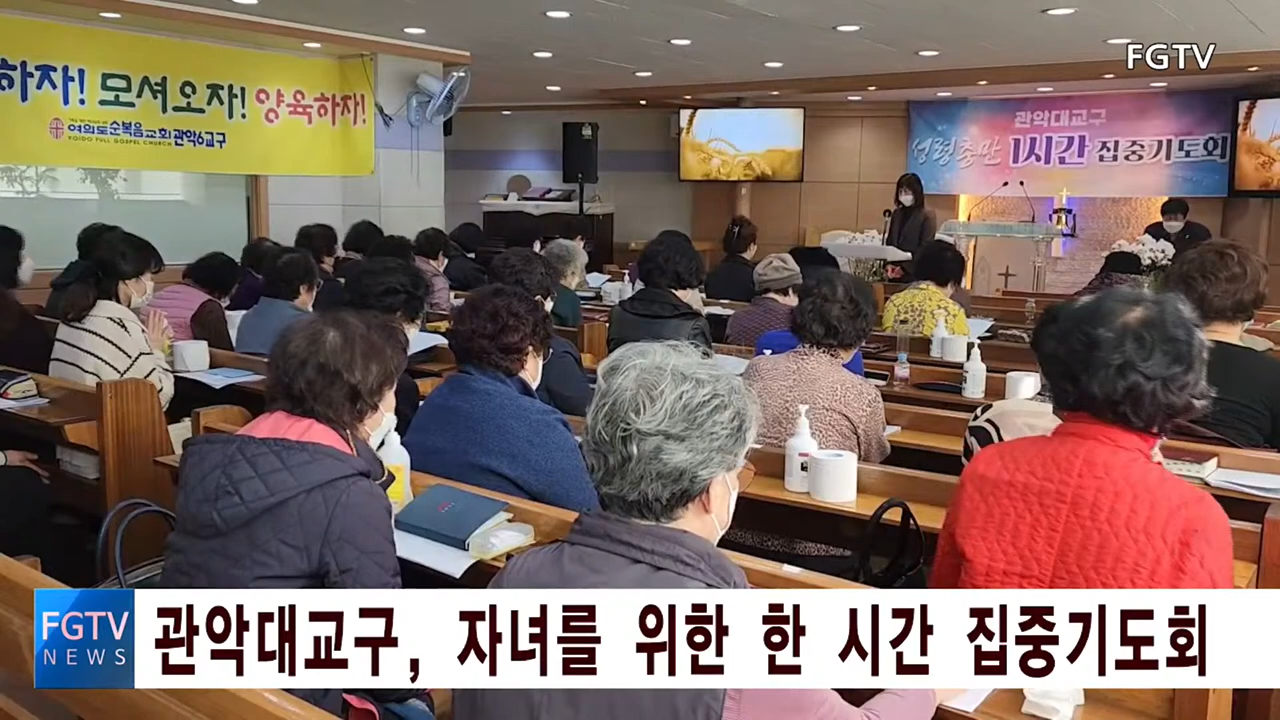 FGTV
하자! 모셔오자! 양육하자!
여의도순복음교회 관악6교구
YOIDO FULL GOSPEL CHURCH
관악대교구
성령충만 1시간 집중기도회
FGTV
NEWS
관악대교구, 자녀를 위한 한 시간 집중기도회